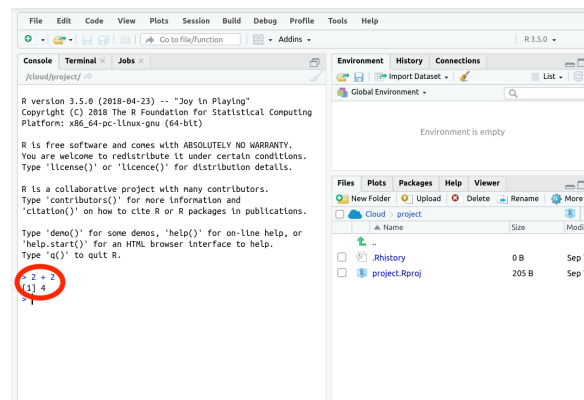 File Edit Code View Plots Session Build Debug Profile Tools Help
Go to file/function Addins R 3.5.0
Console Terminal Jobs
/cloud/project/
R version 3.5.0 (2018-04-23) -- "Joy in Playing"
Copyright (C) 2018 The R Foundation for Statistical Computing
Platform: x86_64-pc-linux-gnu (64-bit)
R is free software and comes with ABSOLUTELY NO WARRANTY.
You are welcome to redistribute it under certain conditions.
Type 'license()' or 'licence()' for distribution details.
R is a collaborative project with many contributors.
Type 'contributors()' for more information and
'citation()' on how to cite R or R packages in publications.
Type 'demo()' for some demos, 'help()' for on-line help, or
'help.start()' for an HTML browser interface to help.
Type 'q()' to quit R.
> 2 + 2
[1] 4
>
Environment History Connections
Import Dataset List
Global Environment
Environment is empty
Files Plots Packages Help Viewer
New Folder Upload Delete Rename More
Cloud > project
Name Size Modi
..
.Rhistory 0 B Sep
project.Rproj 205 B Sep